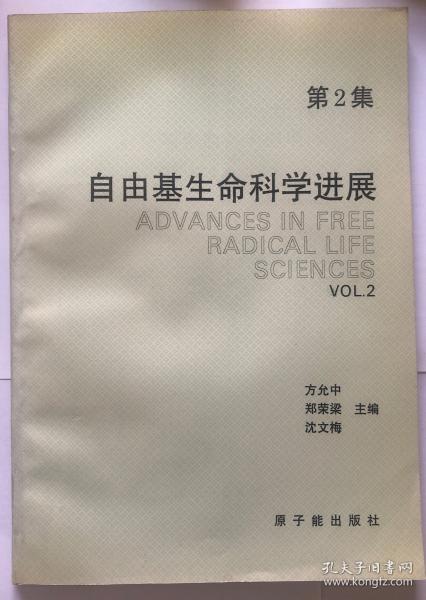 第2集
自由基生命科学进展
ADVANCES IN FREE
RADICAL LIFE
SCIENCES
VOL.2
方允中
郑荣梁 主编
沈文梅
原子能出版社
孔夫子旧书网
www.kongfz.com